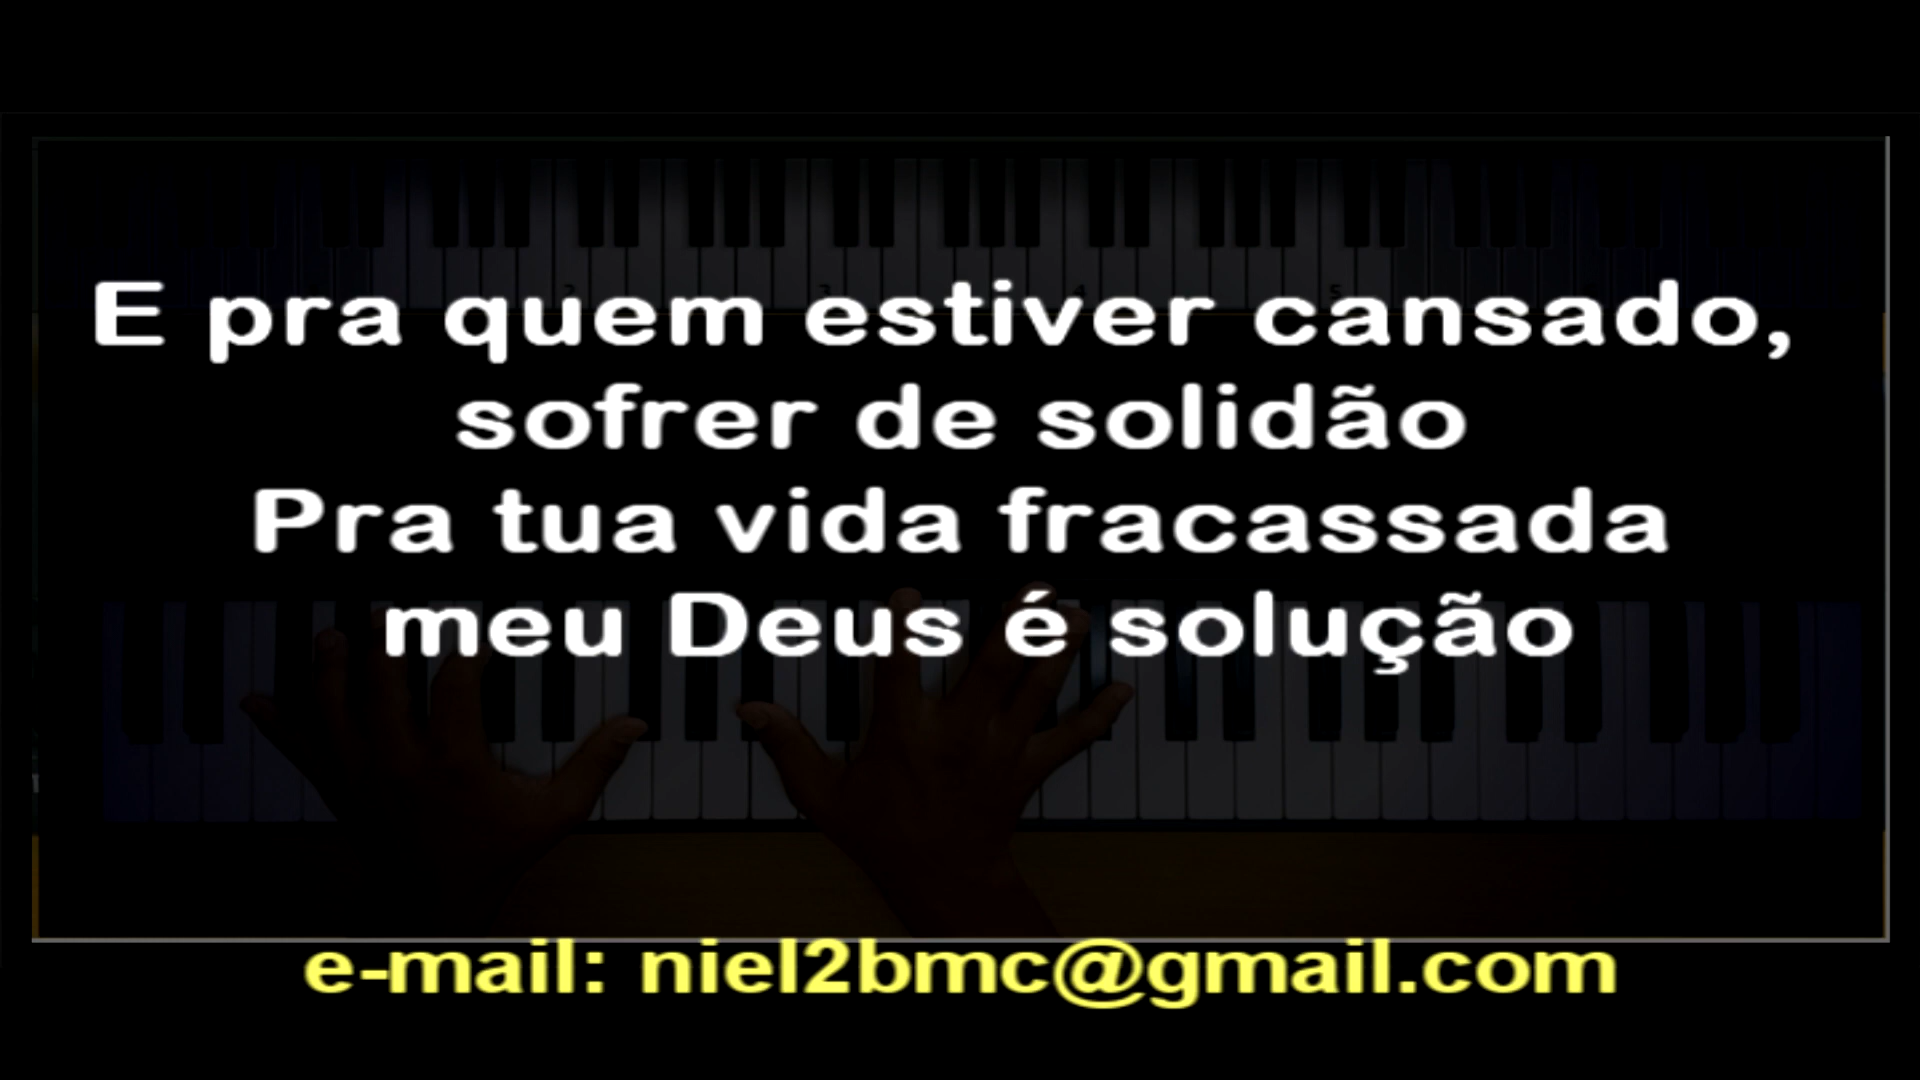 E pra quem estiver cansado,
sofrer de solidão
Pra tua vida fracassada
meu Deus é solução
e-mail: niel2bmc@gmail.com